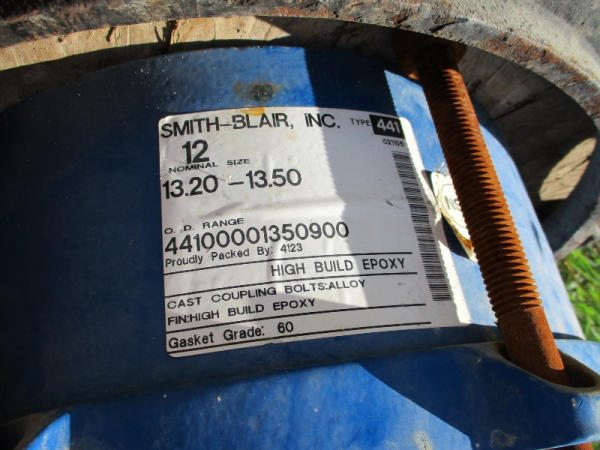 SMITH-BLAIR, INC. TYPE 441
12
NOMINAL SIZE
13.20 -13.50
O. D. RANGE
44100001350900
Proudly Packed By: 4123
HIGH BUILD EPOXY
CAST COUPLING BOLTS:ALLOY
FIN:HIGH BUILD EPOXY
Gasket Grade: 60